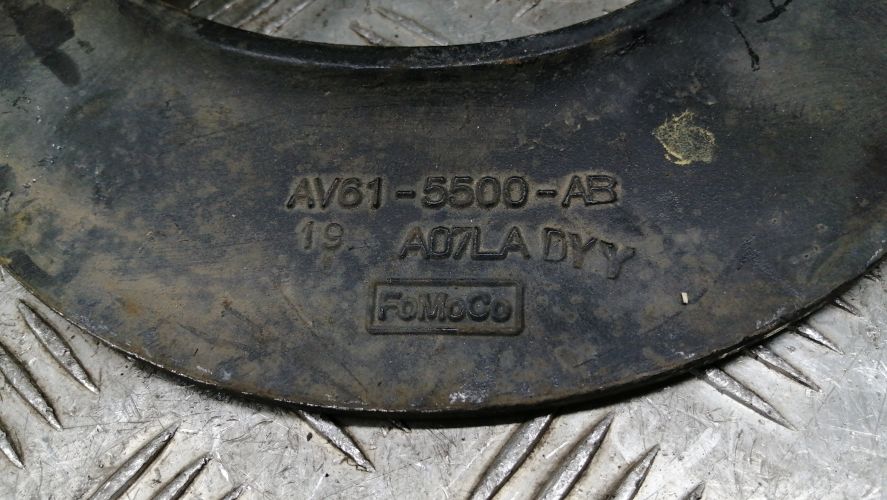 AV61-5500-AB
19 A07LA DYY
FoMoCo